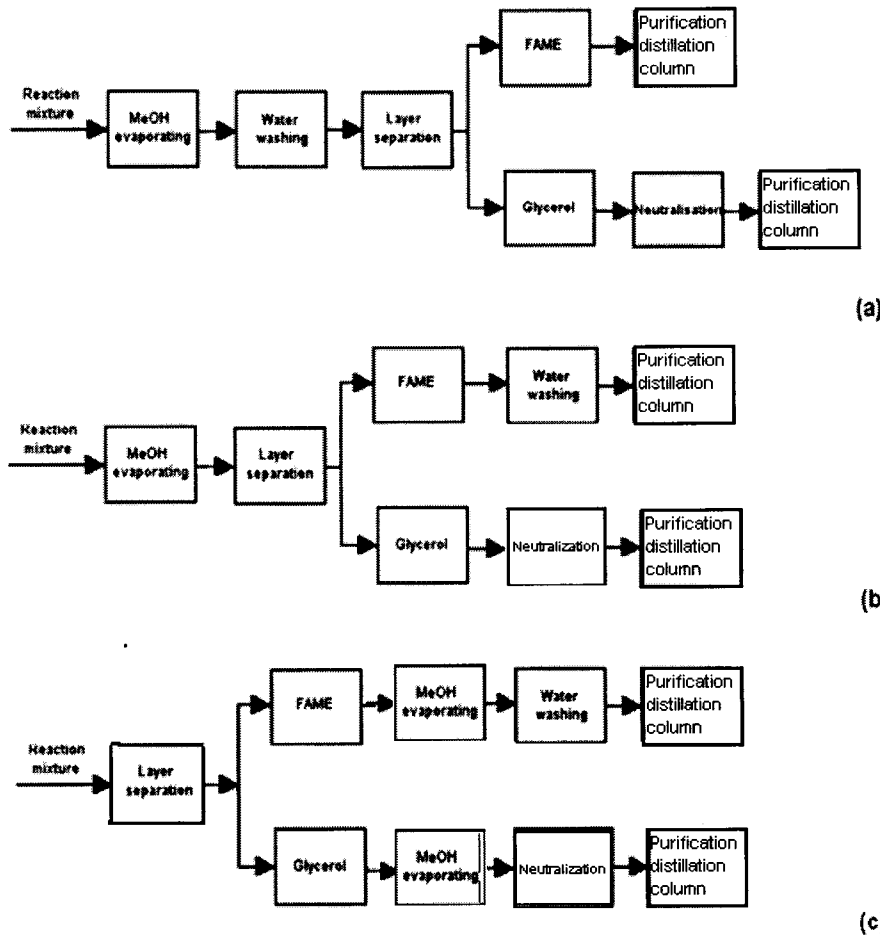 FAME
Purification
distillation
column
Reaction
mixture
MeOH
evaporating
Water
washing
Layer
separation
Glycerol
Neutralisation
Purification
distillation
column
(a)
FAME
Water
washing
Purification
distillation
column
Reaction
mixture
MeOH
evaporating
Layer
separation
Glycerol
Neutralization
Purification
distillation
column
(b
FAME
MeOH
evaporating
Water
washing
Purification
distillation
column
Reaction
mixture
Layer
separation
Glycerol
MeOH
evaporating
Neutralization
Purification
distillation
column
(c